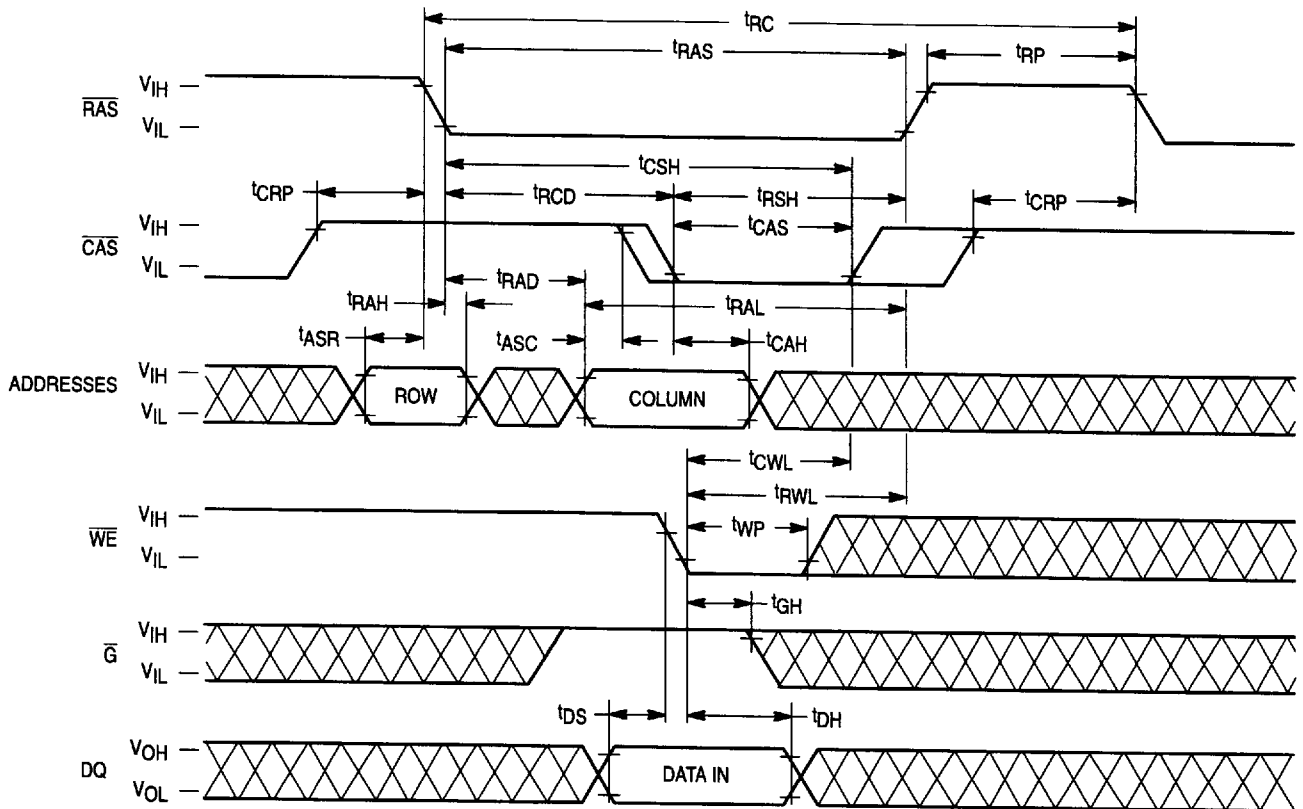 tRC
tRAS
tRP
RAS
VIH
VIL
tCSH
tCRP
tRCD
tRSH
tCRP
CAS
VIH
VIL
tCAS
tRAD
tRAH
tRAL
tASR
tASC
tCAH
ADDRESSES
VIH
VIL
ROW
COLUMN
tCWL
tRWL
WE
VIH
VIL
tWP
tGH
G
VIH
VIL
tDS
tDH
DQ
VOH
VOL
DATA IN